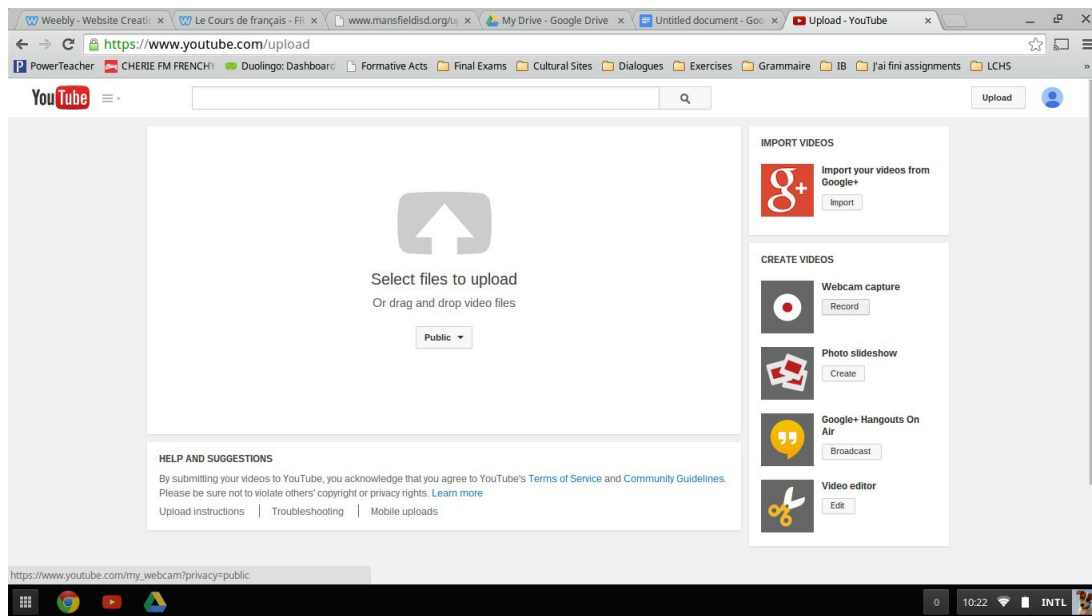 Weebly - Website Creatio
Le Cours de français - FR
www.mansfieldisd.org/up
My Drive - Google Drive
Untitled document - Goo
Upload - YouTube
https://www.youtube.com/upload
PowerTeacher
CHERIE FM FRENCHY
Duolingo: Dashboard
Formative Acts
Final Exams
Cultural Sites
Dialogues
Exercises
Grammaire
IB
J'ai fini assignments
LCHS
»
YouTube
Upload
Select files to upload
Or drag and drop video files
Public
HELP AND SUGGESTIONS
By submitting your videos to YouTube, you acknowledge that you agree to YouTube's Terms of Service and Community Guidelines.
Please be sure not to violate others' copyright or privacy rights. Learn more
Upload instructions | Troubleshooting | Mobile uploads
IMPORT VIDEOS
g+
Import your videos from
Google+
Import
CREATE VIDEOS
Webcam capture
Record
Photo slideshow
Create
Google+ Hangouts On
Air
Broadcast
Video editor
Edit
https://www.youtube.com/my_webcam?privacy=public
0
10:22
INTL